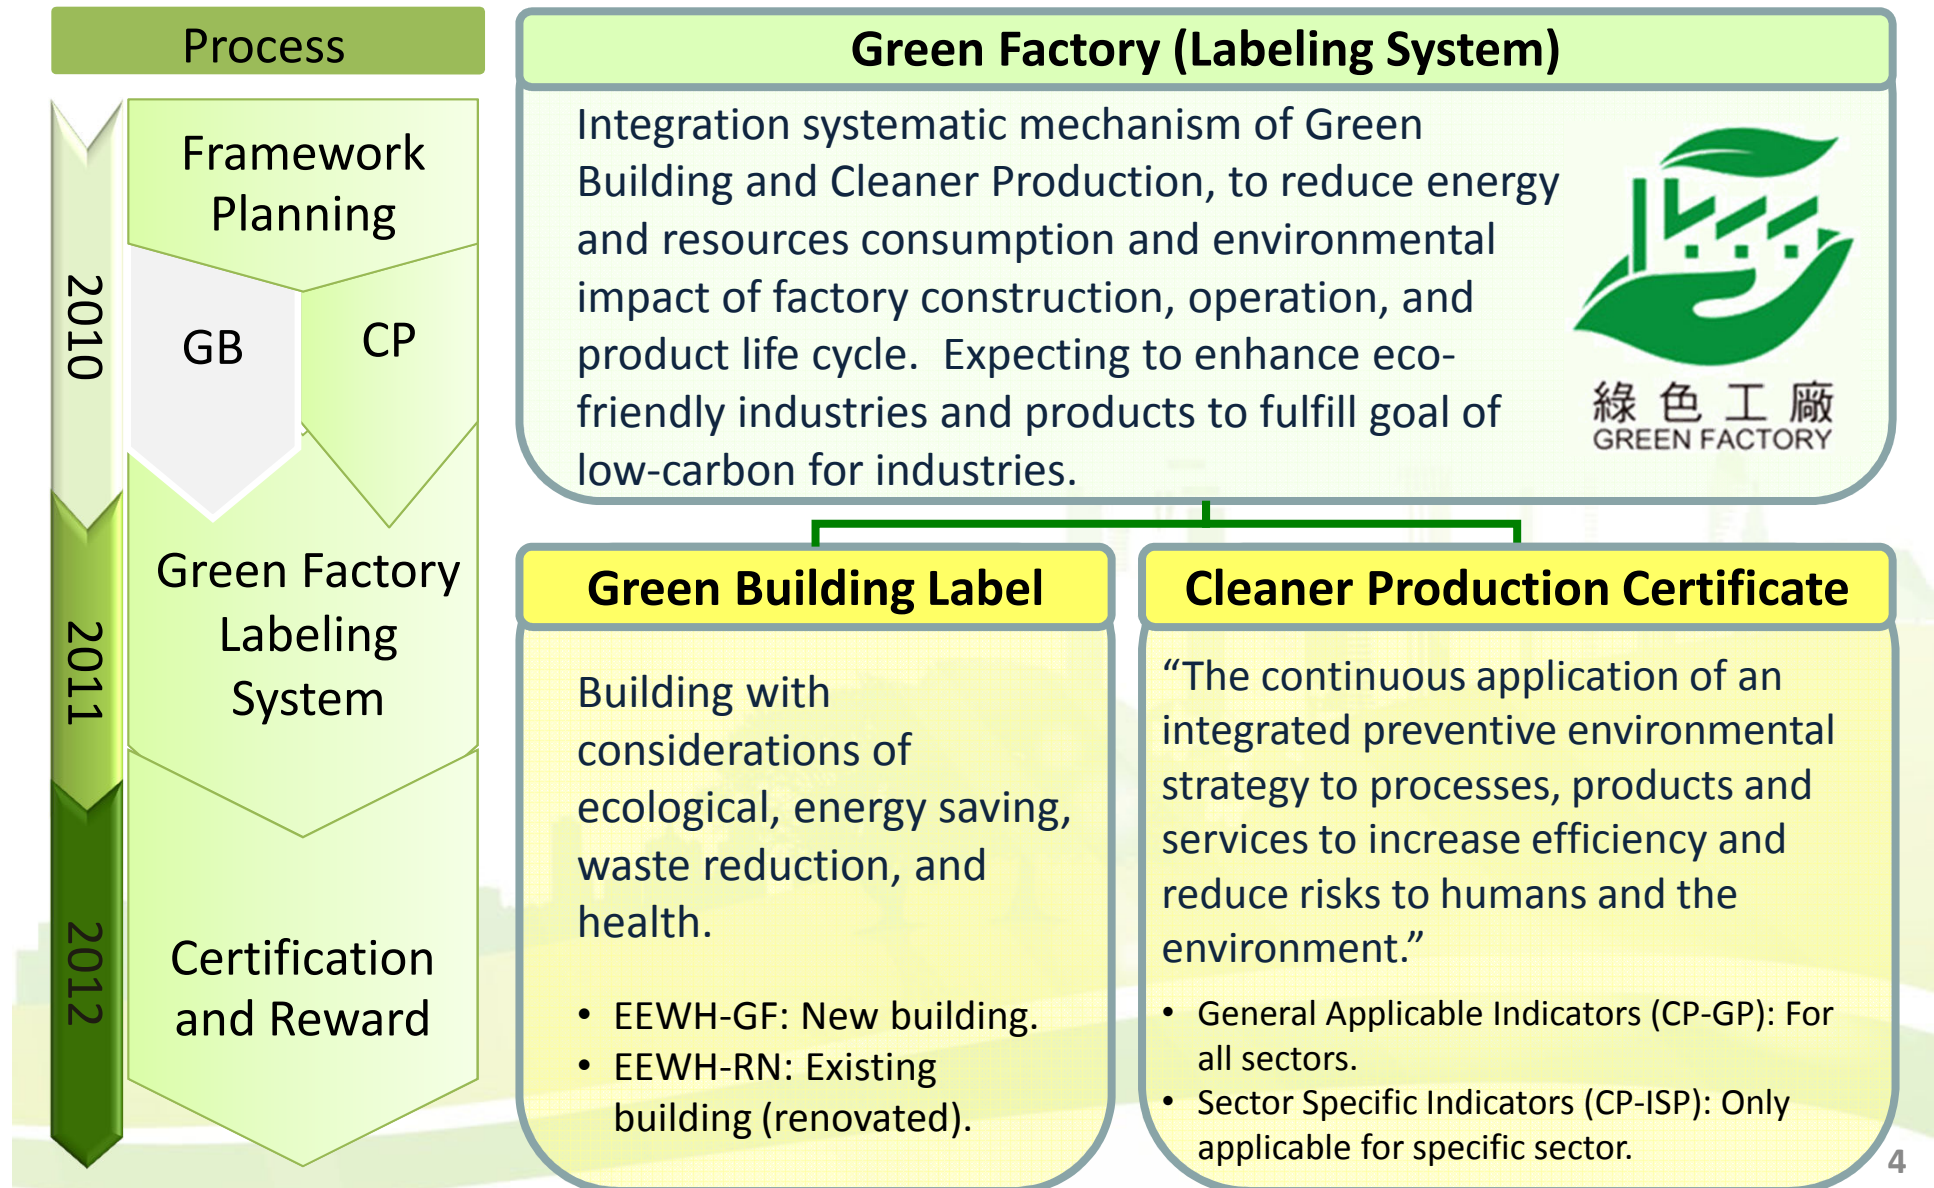 Process
Framework
Planning
GB
CP
Green Factory
Labeling
System
Certification
and Reward
2010
2011
2012
Green Factory (Labeling System)
Integration systematic mechanism of Green
Building and Cleaner Production, to reduce energy
and resources consumption and environmental
impact of factory construction, operation, and
product life cycle.  Expecting to enhance eco-
friendly industries and products to fulfill goal of
low-carbon for industries.
綠色工廠
GREEN FACTORY
Green Building Label
Building with
considerations of
ecological, energy saving,
waste reduction, and
health.
• EEWH-GF: New building.
• EEWH-RN: Existing
building (renovated).
Cleaner Production Certificate
“The continuous application of an
integrated preventive environmental
strategy to processes, products and
services to increase efficiency and
reduce risks to humans and the
environment.”
• General Applicable Indicators (CP-GP): For
all sectors.
• Sector Specific Indicators (CP-ISP): Only
applicable for specific sector.
4